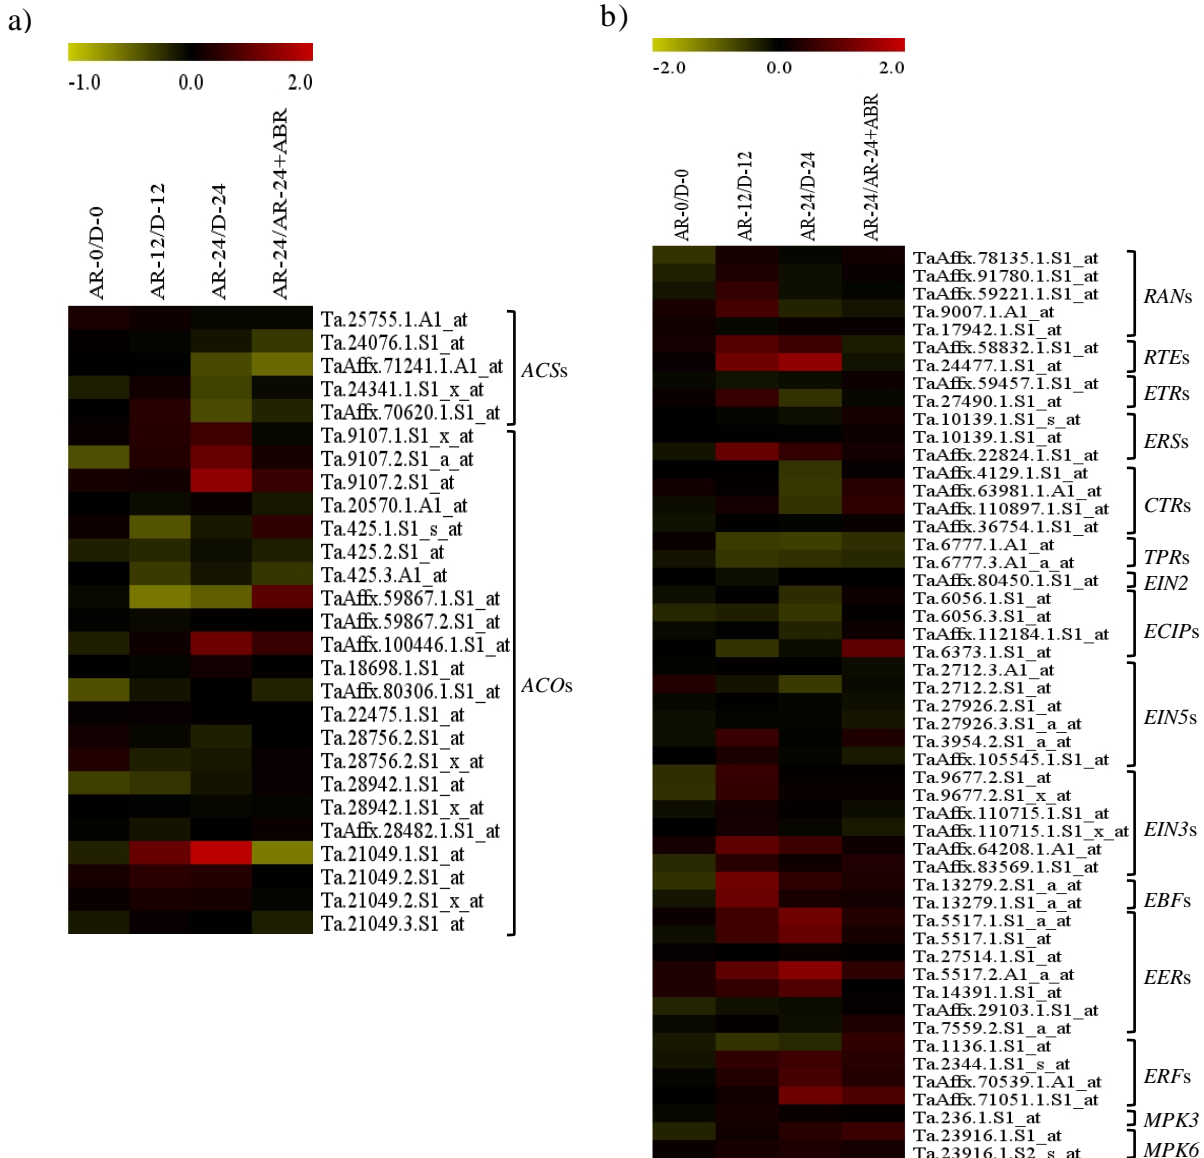 a)
-1.0 0.0 2.0
AR-0/D-0
AR-12/D-12
AR-24/D-24
AR-24/AR-24+ABR
Ta.25755.1.A1_at
Ta.24076.1.S1_at
TaAffx.71241.1.A1_at
Ta.24341.1.S1_x_at
TaAffx.70620.1.S1_at
ACSs
Ta.9107.1.S1_x_at
Ta.9107.2.S1_a_at
Ta.9107.2.S1_at
Ta.20570.1.A1_at
Ta.425.1.S1_s_at
Ta.425.2.S1_at
Ta.425.3.A1_at
TaAffx.59867.1.S1_at
TaAffx.59867.2.S1_at
TaAffx.100446.1.S1_at
Ta.18698.1.S1_at
TaAffx.80306.1.S1_at
Ta.22475.1.S1_at
Ta.28756.2.S1_at
Ta.28756.2.S1_x_at
Ta.28942.1.S1_at
Ta.28942.1.S1_x_at
TaAffx.28482.1.S1_at
Ta.21049.1.S1_at
Ta.21049.2.S1_at
Ta.21049.2.S1_x_at
Ta.21049.3.S1_at
ACOs
b)
-2.0 0.0 2.0
AR-0/D-0
AR-12/D-12
AR-24/D-24
AR-24/AR-24+ABR
TaAffx.78135.1.S1_at
TaAffx.91780.1.S1_at
TaAffx.59221.1.S1_at
Ta.9007.1.A1_at
Ta.17942.1.S1_at
RANs
TaAffx.58832.1.S1_at
Ta.24477.1.S1_at
RTEs
TaAffx.59457.1.S1_at
Ta.27490.1.S1_at
ETRs
Ta.10139.1.S1_s_at
Ta.10139.1.S1_at
TaAffx.22824.1.S1_at
ERSs
TaAffx.4129.1.S1_at
TaAffx.63981.1.A1_at
TaAffx.110897.1.S1_at
TaAffx.36754.1.S1_at
CTRs
Ta.6777.1.A1_at
Ta.6777.3.A1_a_at
TPRs
TaAffx.80450.1.S1_at
EIN2
Ta.6056.1.S1_at
Ta.6056.3.S1_at
TaAffx.112184.1.S1_at
Ta.6373.1.S1_at
ECIPs
Ta.2712.3.A1_at
Ta.2712.2.S1_at
Ta.27926.2.S1_at
Ta.27926.3.S1_a_at
Ta.3954.2.S1_a_at
TaAffx.105545.1.S1_at
EIN5s
Ta.9677.2.S1_at
Ta.9677.2.S1_x_at
TaAffx.110715.1.S1_at
TaAffx.110715.1.S1_x_at
TaAffx.64208.1.A1_at
TaAffx.83569.1.S1_at
EIN3s
Ta.13279.2.S1_a_at
Ta.13279.1.S1_a_at
EBFs
Ta.5517.1.S1_a_at
Ta.5517.1.S1_at
Ta.27514.1.S1_at
Ta.5517.2.A1_a_at
Ta.14391.1.S1_at
TaAffx.29103.1.S1_at
Ta.7559.2.S1_a_at
EERs
Ta.1136.1.S1_at
Ta.2344.1.S1_s_at
TaAffx.70539.1.A1_at
TaAffx.71051.1.S1_at
ERFs
Ta.236.1.S1_at
MPK3
Ta.23916.1.S1_at
Ta.23916.1.S2_s_at
MPK6